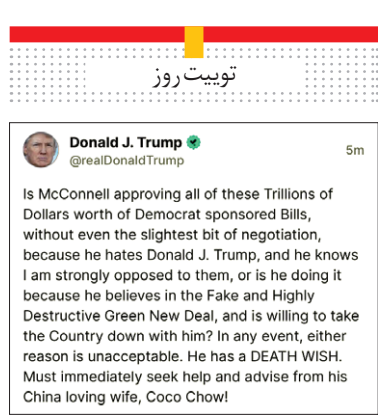 توییت روز
Donald J. Trump
@realDonaldTrump
5m
Is McConnell approving all of these Trillions of
Dollars worth of Democrat sponsored Bills,
without even the slightest bit of negotiation,
because he hates Donald J. Trump, and he knows
I am strongly opposed to them, or is he doing it
because he believes in the Fake and Highly
Destructive Green New Deal, and is willing to take
the Country down with him? In any event, either
reason is unacceptable. He has a DEATH WISH.
Must immediately seek help and advise from his
China loving wife, Coco Chow!